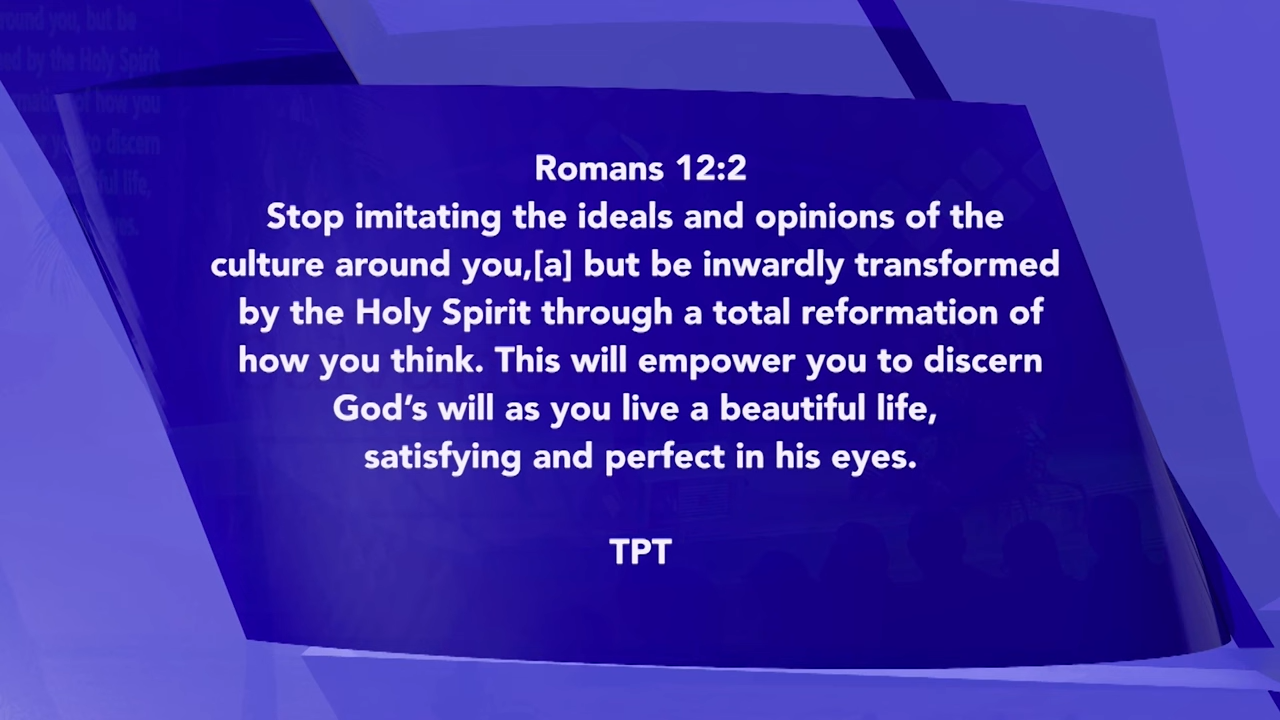 Romans 12:2
Stop imitating the ideals and opinions of the
culture around you,[a] but be inwardly transformed
by the Holy Spirit through a total reformation of
how you think. This will empower you to discern
God’s will as you live a beautiful life,
satisfying and perfect in his eyes.
TPT